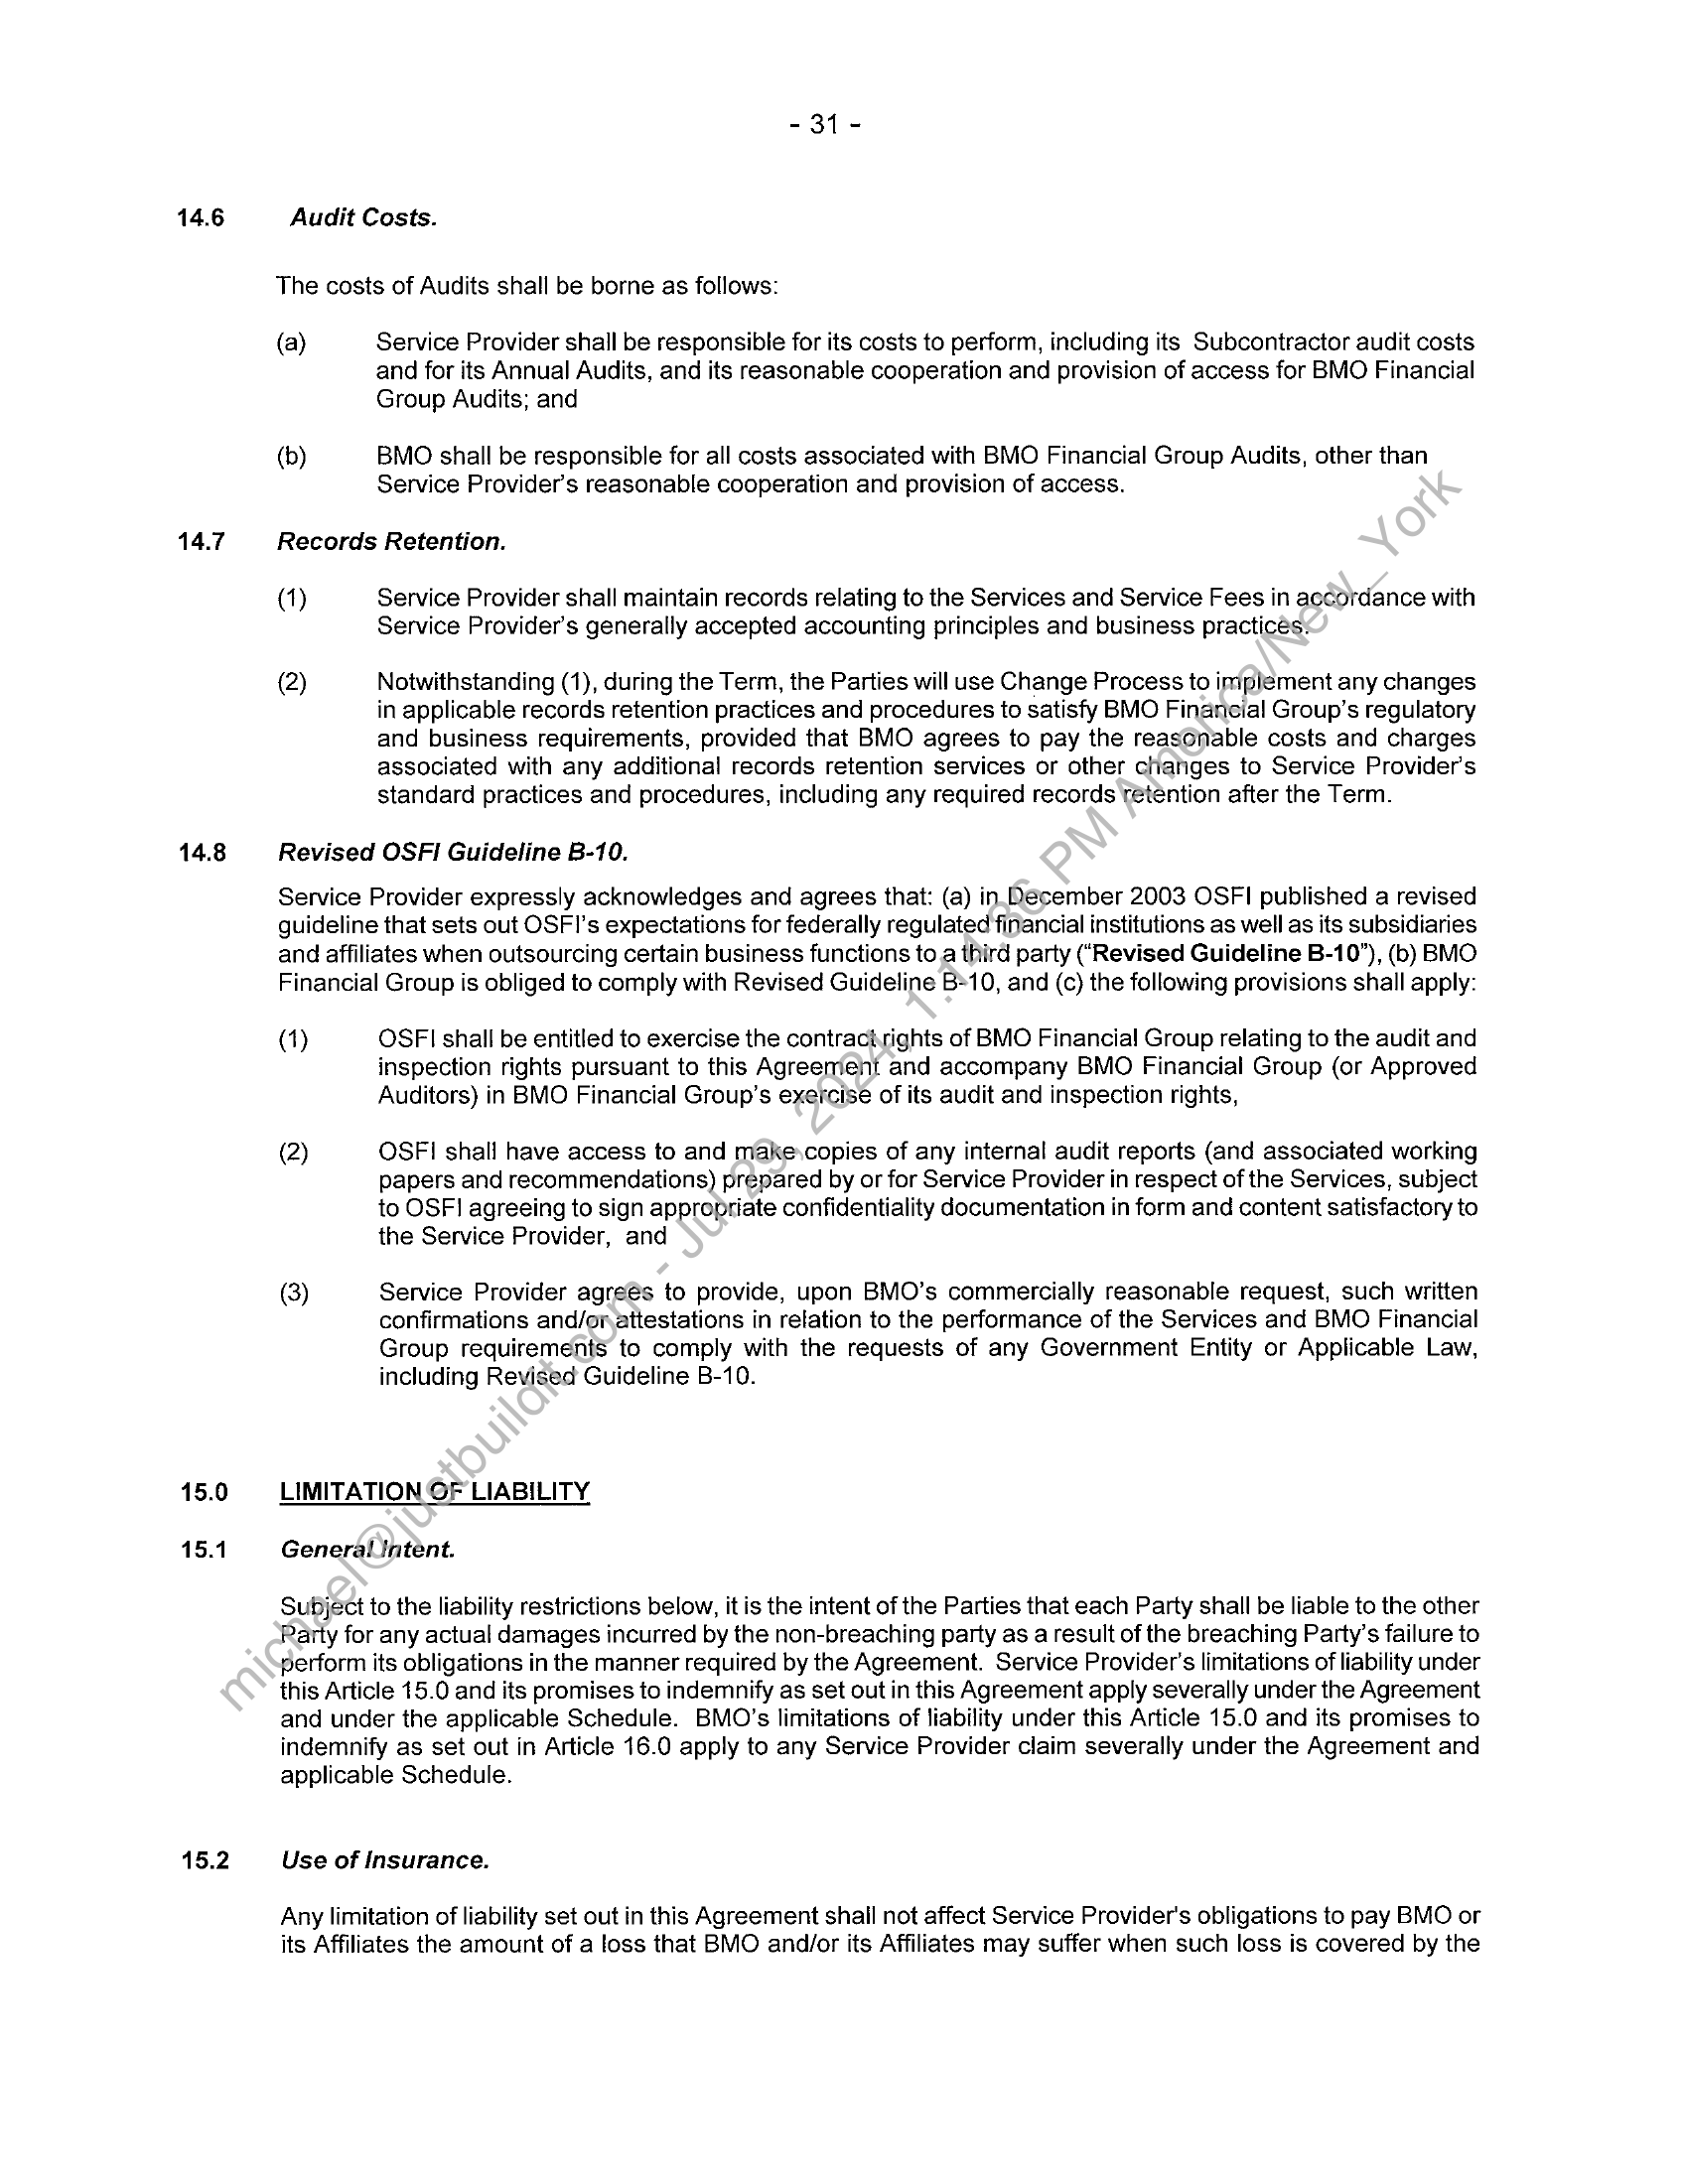 - 31 -
14.6 Audit Costs.
The costs of Audits shall be borne as follows:
(a) Service Provider shall be responsible for its costs to perform, including its Subcontractor audit costs
and for its Annual Audits, and its reasonable cooperation and provision of access for BMO Financial
Group Audits; and
(b) BMO shall be responsible for all costs associated with BMO Financial Group Audits, other than
Service Provider's reasonable cooperation and provision of access.
14.7 Records Retention.
(1) Service Provider shall maintain records relating to the Services and Service Fees in accordance with
Service Provider's generally accepted accounting principles and business practices.
(2) Notwithstanding (1), during the Term, the Parties will use Change Process to implement any changes
in applicable records retention practices and procedures to satisfy BMO Financial Group's regulatory
and business requirements, provided that BMO agrees to pay the reasonable costs and charges
associated with any additional records retention services or other changes to Service Provider's
standard practices and procedures, including any required records retention after the Term.
14.8 Revised OSFI Guideline B-10.
Service Provider expressly acknowledges and agrees that: (a) in December 2003 OSFI published a revised
guideline that sets out OSFI's expectations for federally regulated financial institutions as well as its subsidiaries
and affiliates when outsourcing certain business functions to a third party ("Revised Guideline B-10"), (b) BMO
Financial Group is obliged to comply with Revised Guideline B-10, and (c) the following provisions shall apply:
(1) OSFI shall be entitled to exercise the contract rights of BMO Financial Group relating to the audit and
inspection rights pursuant to this Agreement and accompany BMO Financial Group (or Approved
Auditors) in BMO Financial Group's exercise of its audit and inspection rights,
(2) OSFI shall have access to and make copies of any internal audit reports (and associated working
papers and recommendations) prepared by or for Service Provider in respect of the Services, subject
to OSFI agreeing to sign appropriate confidentiality documentation in form and content satisfactory to
the Service Provider, and
(3) Service Provider agrees to provide, upon BMO's commercially reasonable request, such written
confirmations and/or attestations in relation to the performance of the Services and BMO Financial
Group requirements to comply with the requests of any Government Entity or Applicable Law,
including Revised Guideline B-10.
15.0 LIMITATION OF LIABILITY
15.1 General Intent.
Subject to the liability restrictions below, it is the intent of the Parties that each Party shall be liable to the other
Party for any actual damages incurred by the non-breaching party as a result of the breaching Party's failure to
perform its obligations in the manner required by the Agreement. Service Provider's limitations of liability under
this Article 15.0 and its promises to indemnify as set out in this Agreement apply severally under the Agreement
and under the applicable Schedule. BMO's limitations of liability under this Article 15.0 and its promises to
indemnify as set out in Article 16.0 apply to any Service Provider claim severally under the Agreement and
applicable Schedule.
15.2 Use of Insurance.
Any limitation of liability set out in this Agreement shall not affect Service Provider's obligations to pay BMO or
its Affiliates the amount of a loss that BMO and/or its Affiliates may suffer when such loss is covered by the
michael@justbuildit.com - Jul 29, 2024, 1:14:36 PM America/New_York